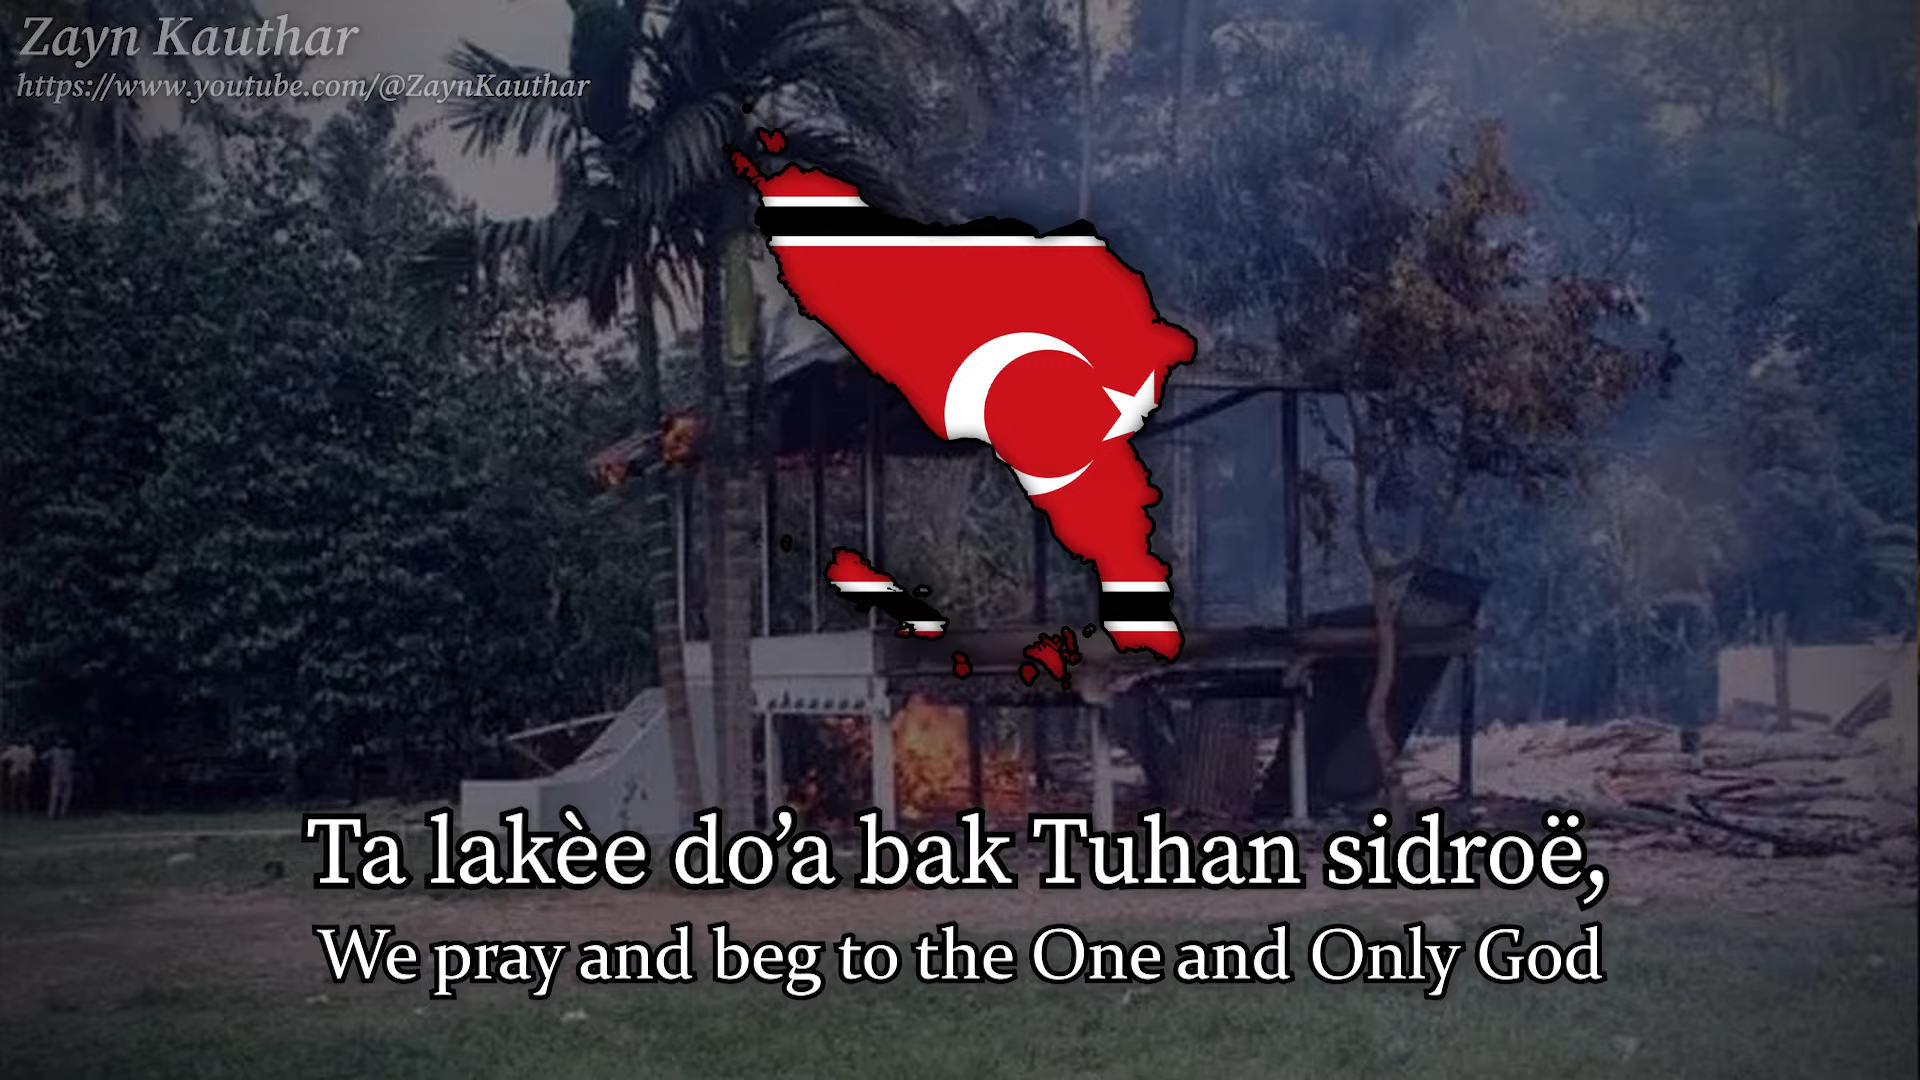 Zayn Kauthar
https://www.youtube.com/@ZaynKauthar
Ta lakèe do’a bak Tuhan sidroë,
We pray and beg to the One and Only God